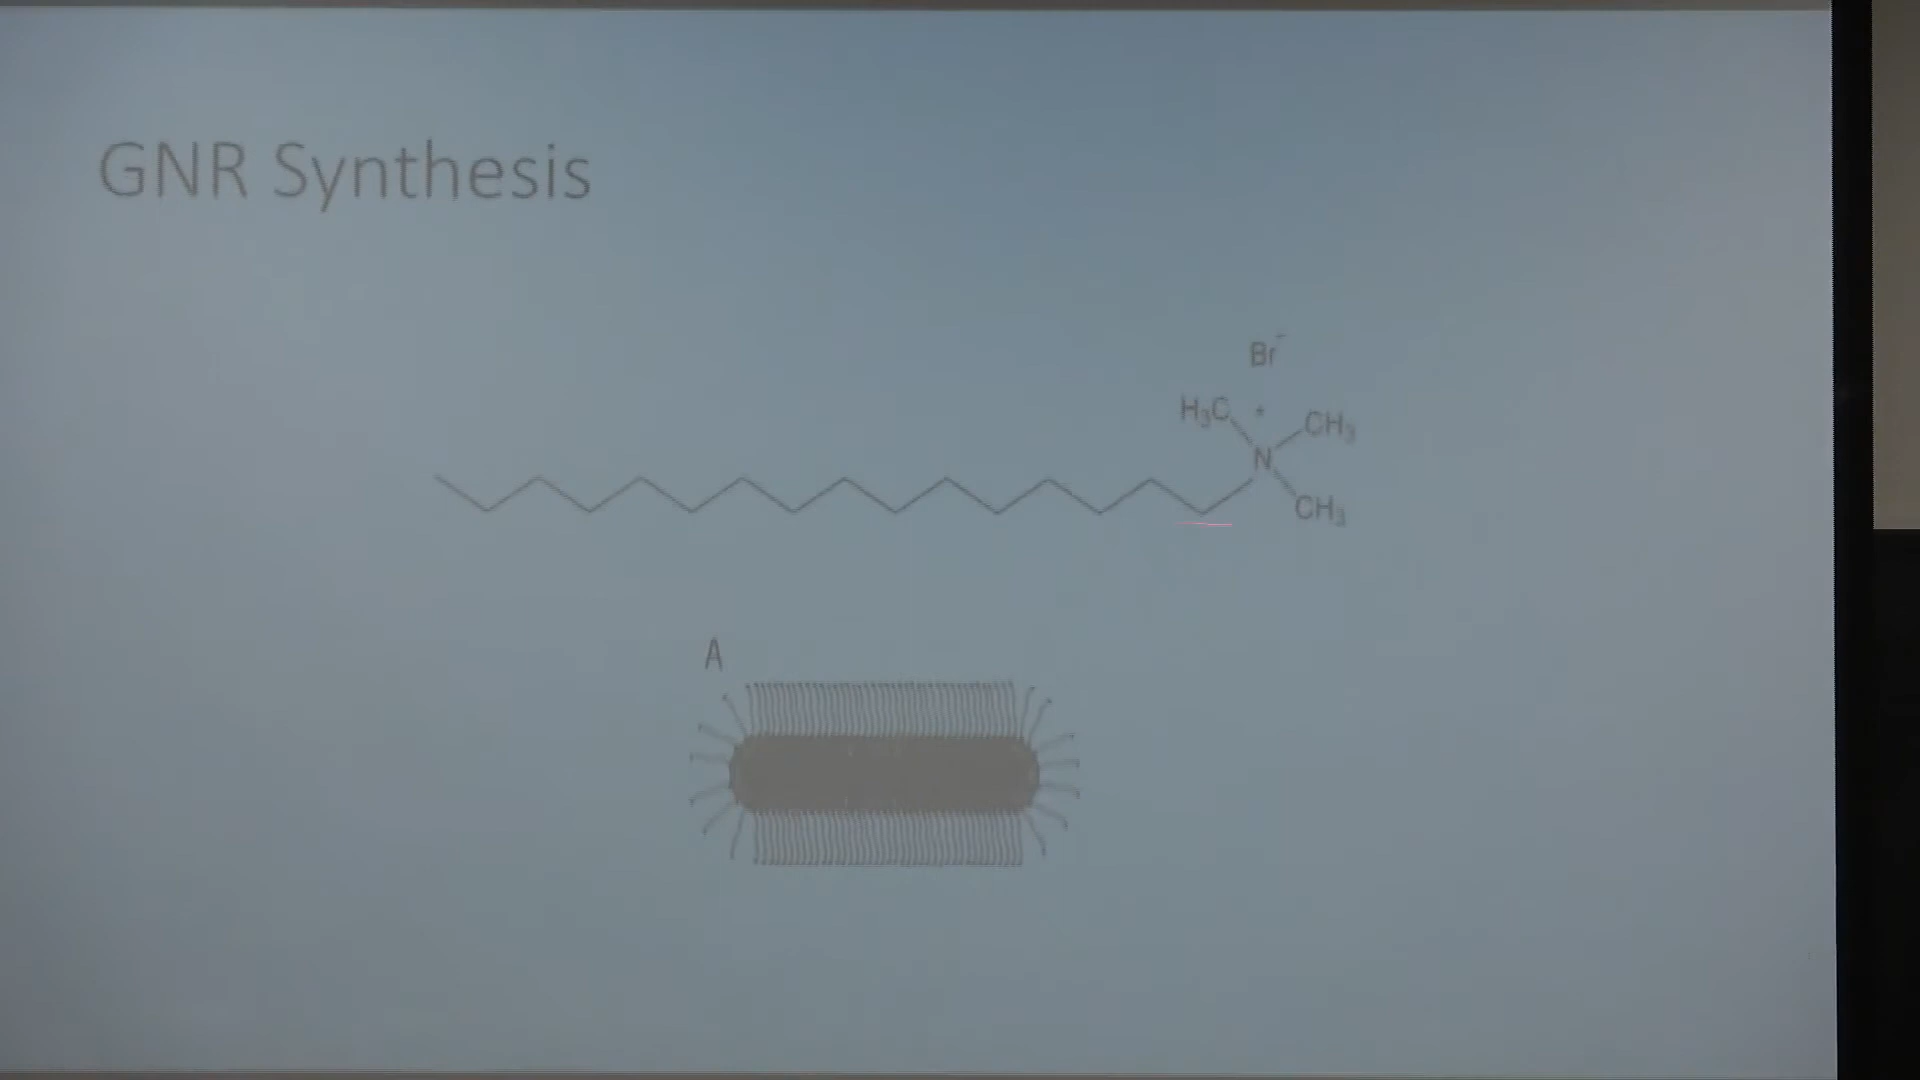 GNR Synthesis
Br⁻
H₃C + CH₃
N
CH₃
A